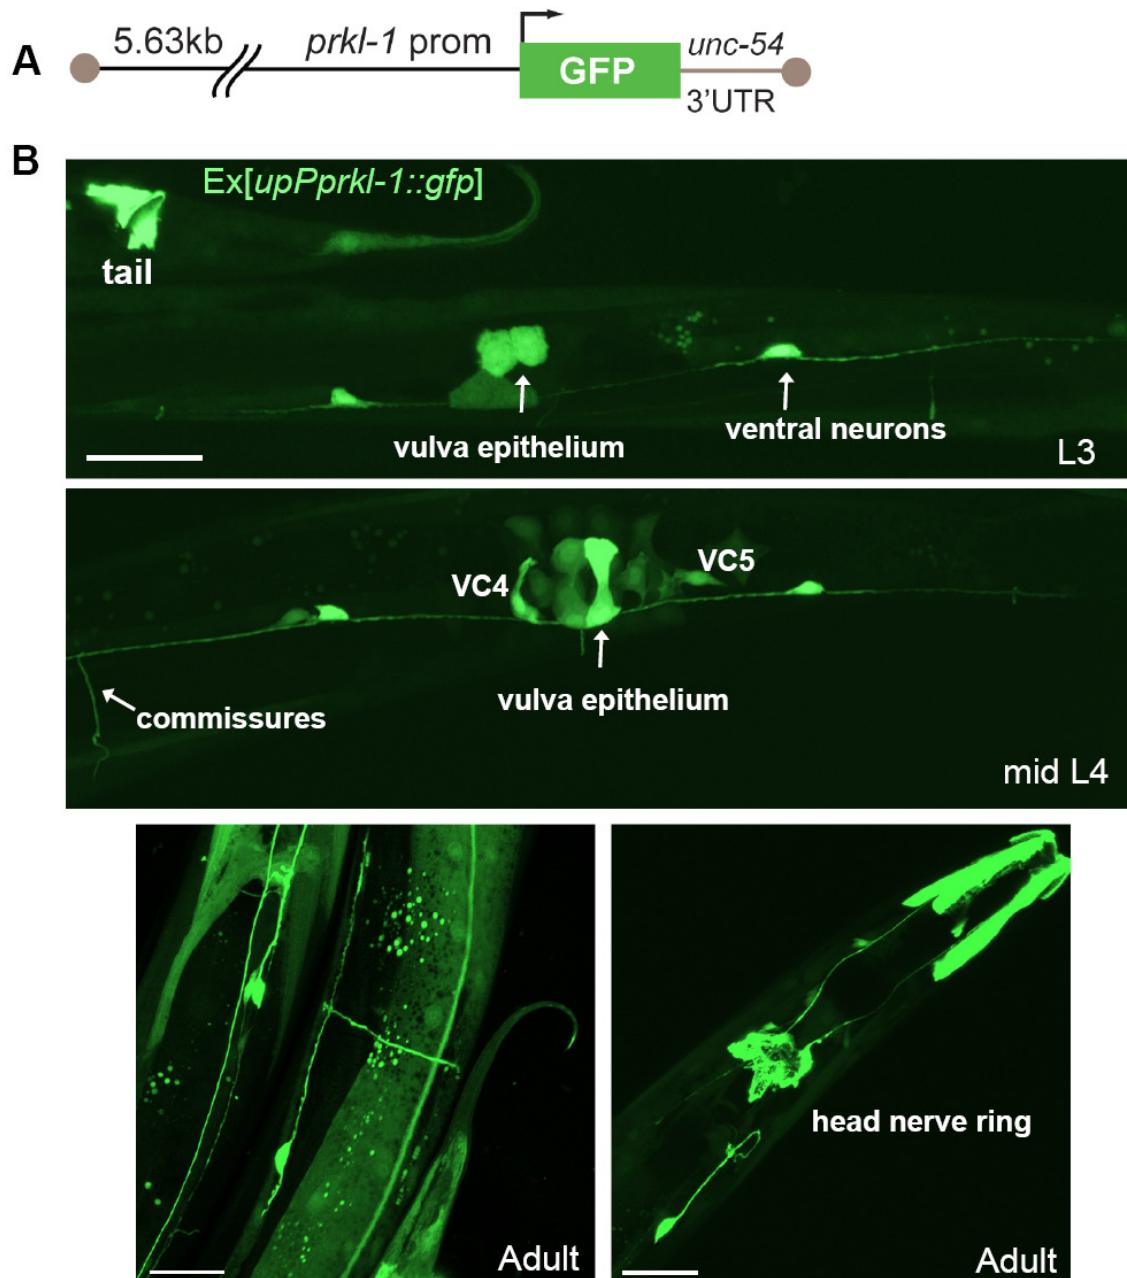 A
5.63kb
prkl-1 prom
GFP
unc-54
3'UTR
B
Ex[upPprkl-1::gfp]
tail
vulva epithelium
ventral neurons
L3
VC4
VC5
vulva epithelium
commissures
mid L4
Adult
head nerve ring
Adult